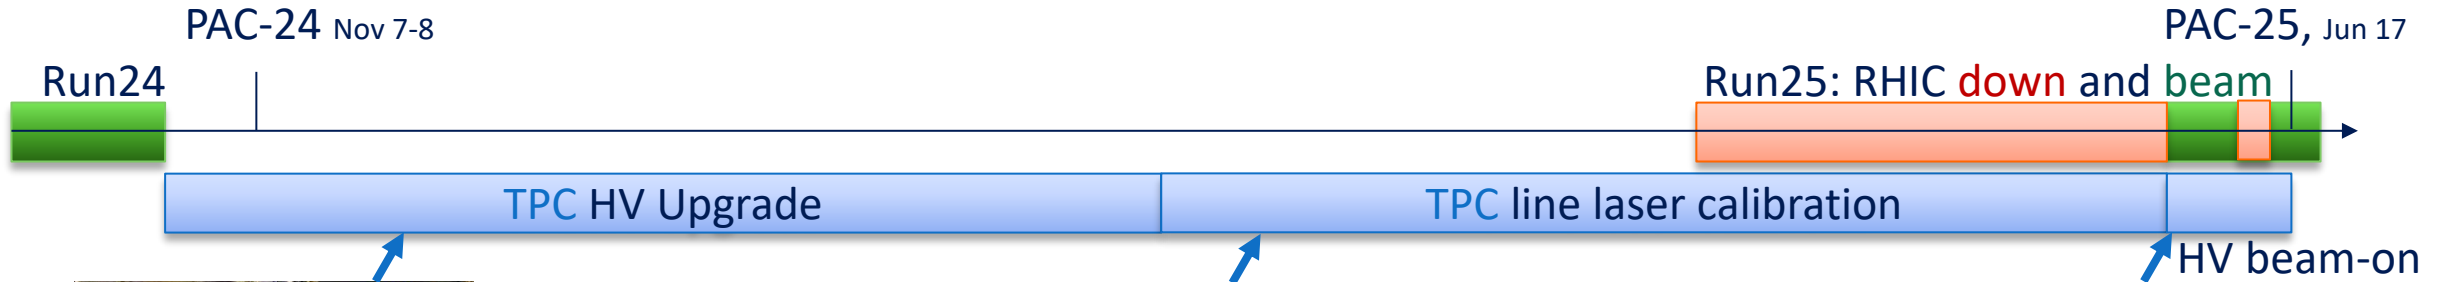 PAC-24 Nov 7-8
PAC-25, Jun 17
Run24
Run25: RHIC down and beam
TPC HV Upgrade
TPC line laser calibration
HV beam-on